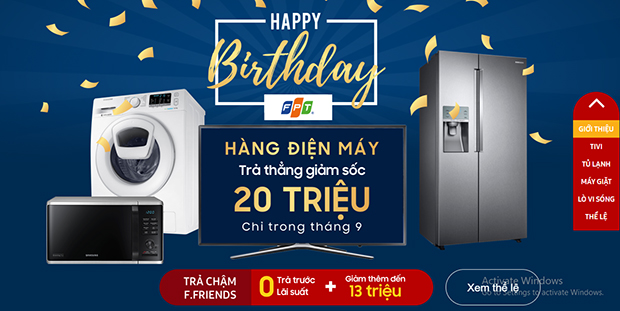 HAPPY
Birthday
FPT
HÀNG ĐIỆN MÁY
Trả thẳng giảm sốc
20 TRIỆU
Chỉ trong tháng 9
SAMSUNG
TRẢ CHẬM
F.FRIENDS
0
Trả trước
Lãi suất
+
Giảm thêm đến
13 triệu
Xem thể lệ
GIỚI THIỆU
TIVI
TỦ LẠNH
MÁY GIẶT
LÒ VI SÓNG
THỂ LỆ
Activate Windows
Go to Settings to activate Windows.